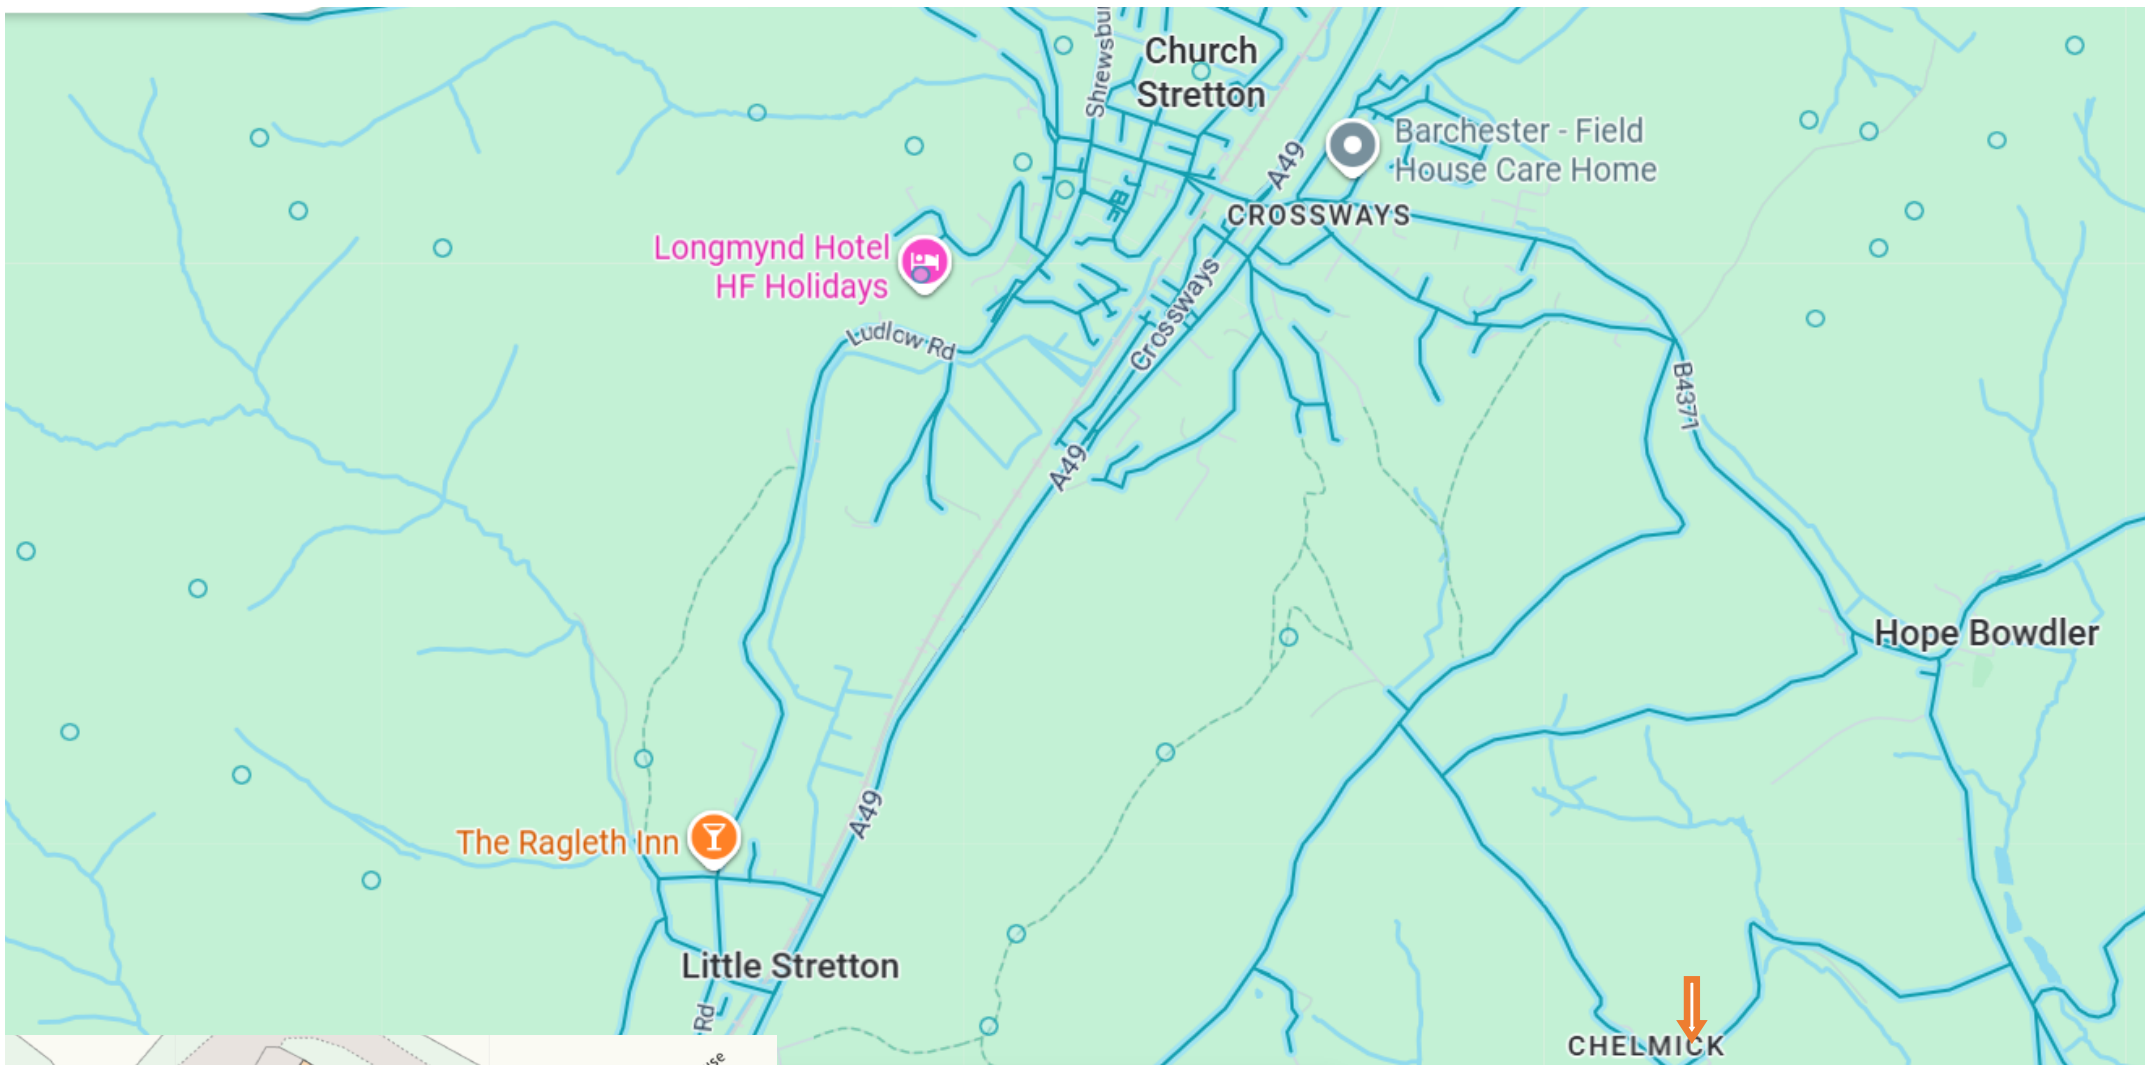 Shrewsbu
Church
Stretton
A49
Barchester - Field
House Care Home
CROSSWAYS
Longmynd Hotel
HF Holidays
Ludlow Rd
Crossways
B4371
A49
Hope Bowdler
A49
The Ragleth Inn
Little Stretton
Rd
CHELMICK
use